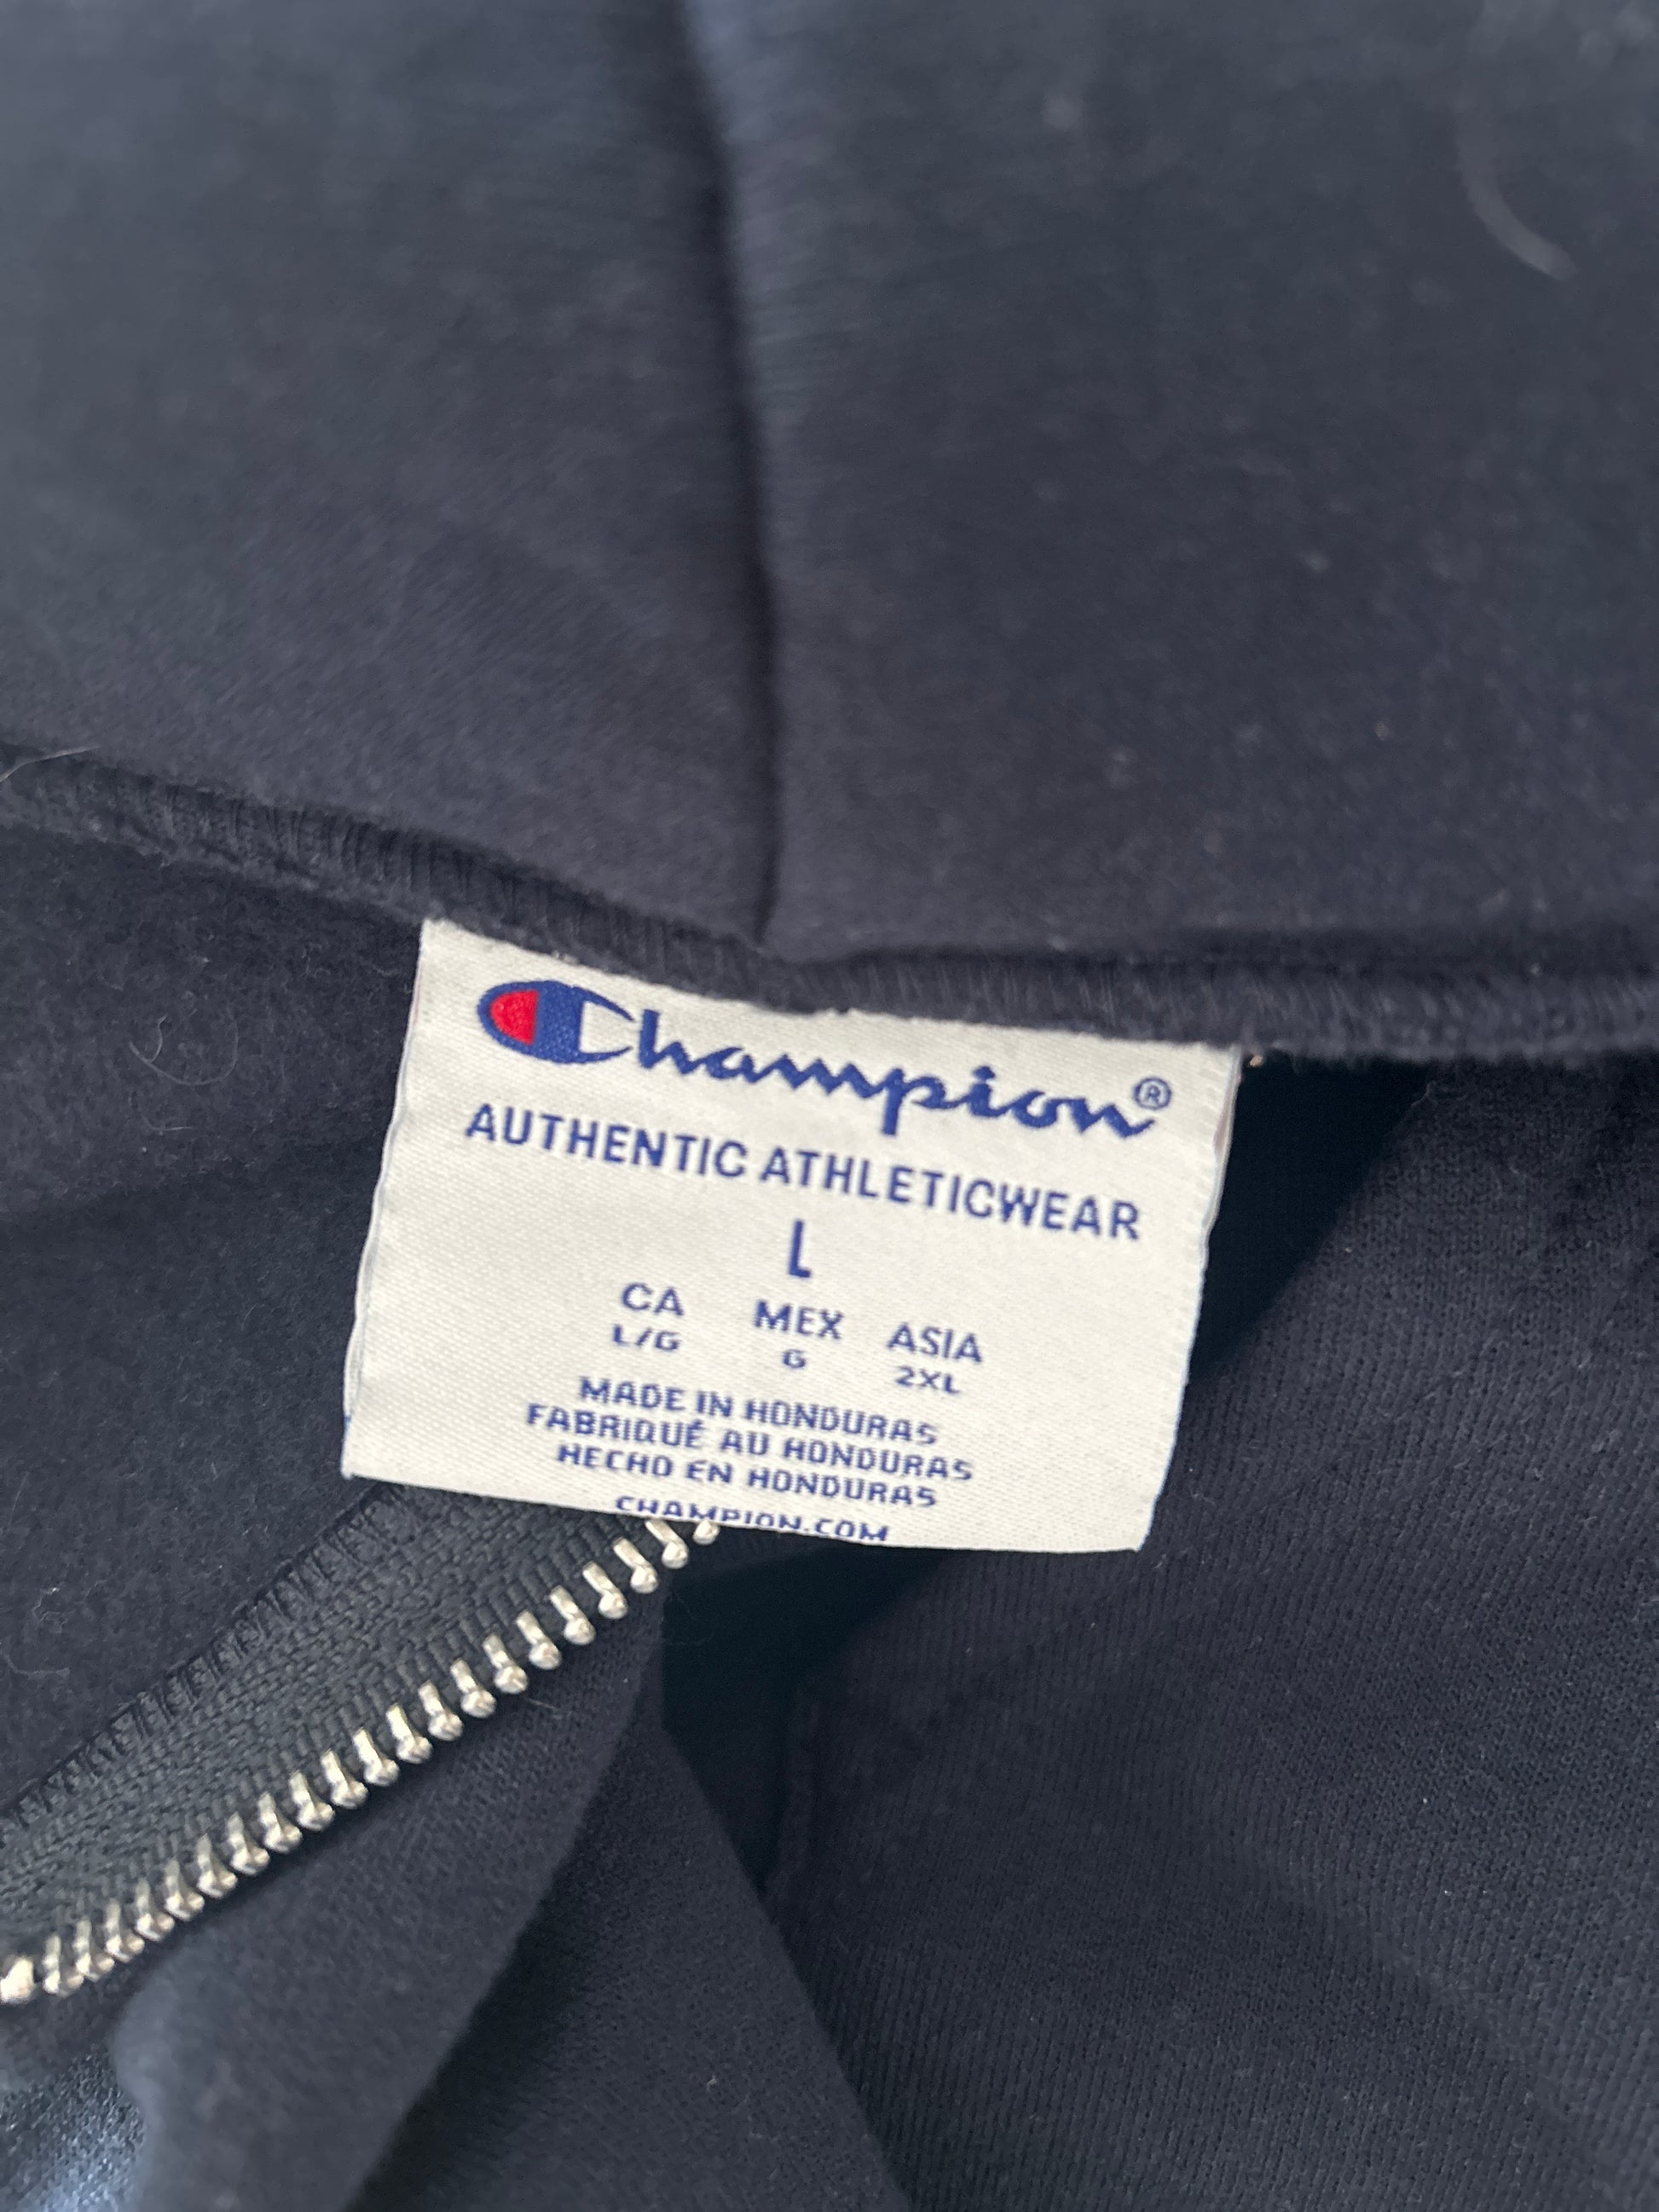 Champion®
AUTHENTIC ATHLETICWEAR
L
CA MEX ASIA
L/G G 2XL
MADE IN HONDURAS
FABRIQUÉ AU HONDURAS
HECHO EN HONDURAS
CHAMPION.COM